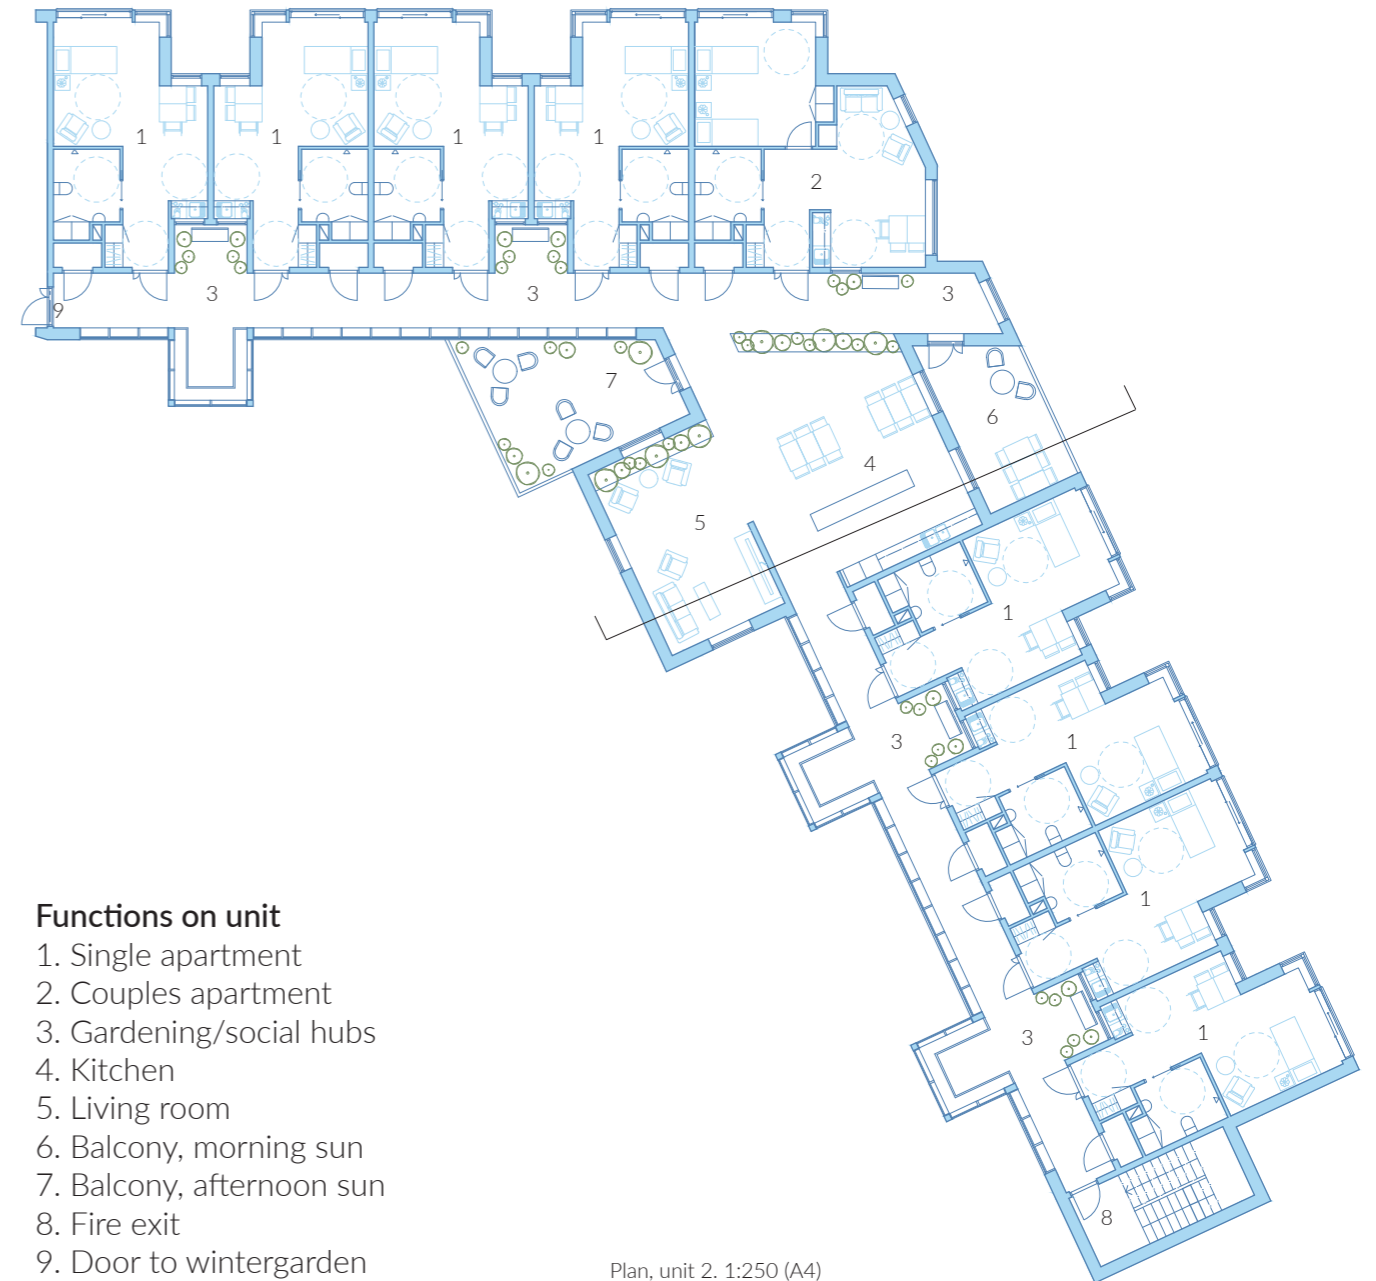 1
1
1
1
2
3
3
3
9
7
6
4
5
1
3
1
1
3
1
8
Functions on unit
1. Single apartment
2. Couples apartment
3. Gardening/social hubs
4. Kitchen
5. Living room
6. Balcony, morning sun
7. Balcony, afternoon sun
8. Fire exit
9. Door to wintergarden
Plan, unit 2. 1:250 (A4)